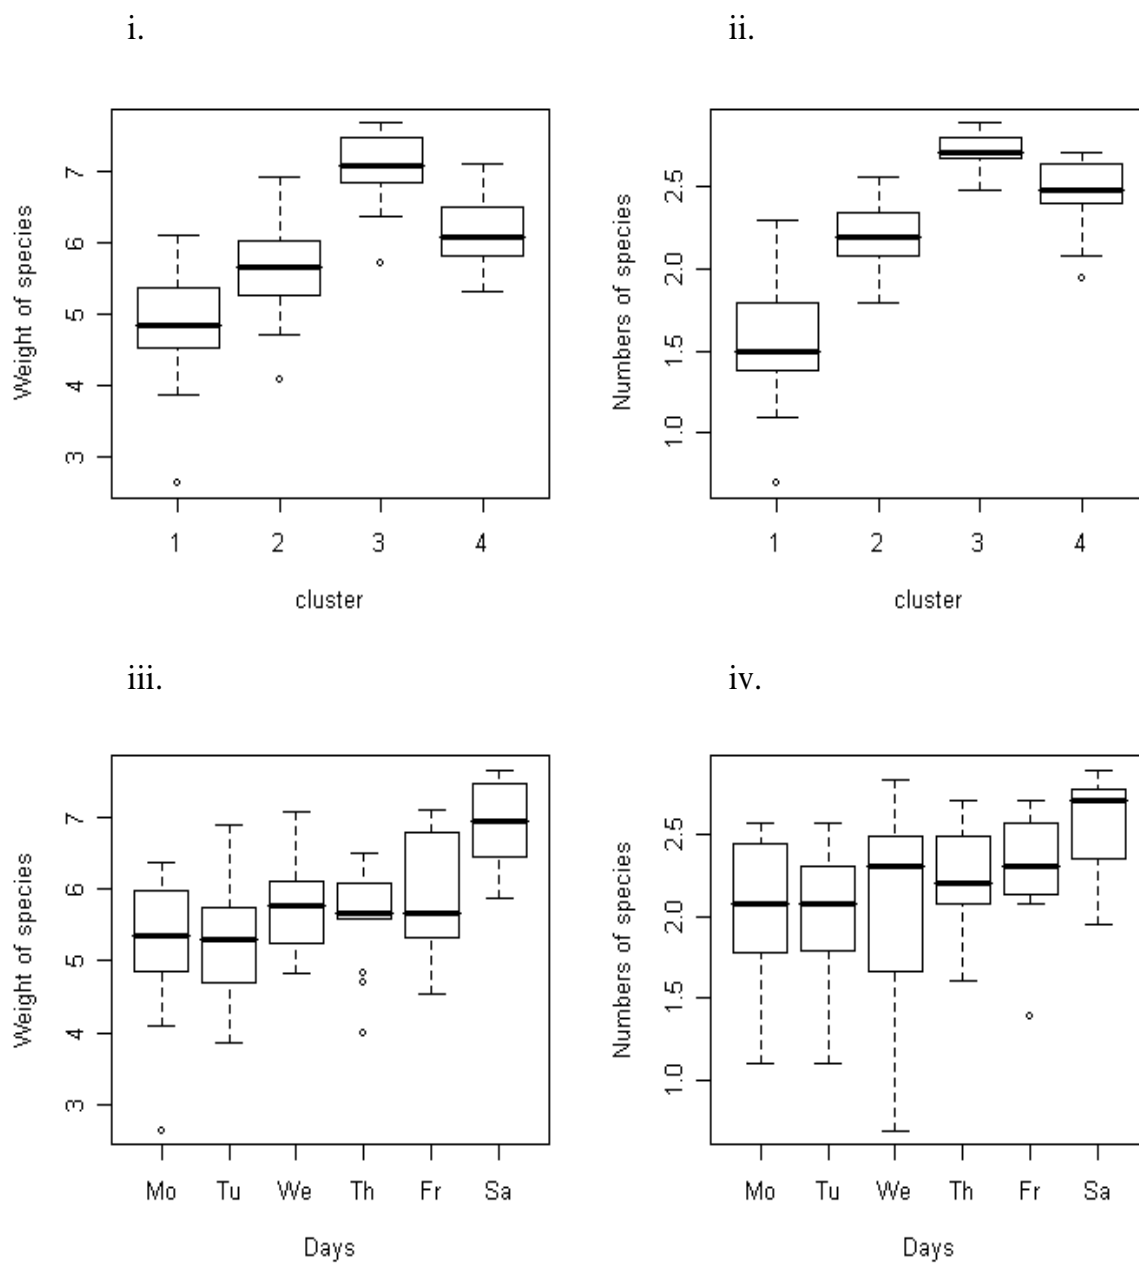 i.
Weight of species
7
6
5
4
3
1 2 3 4
cluster
ii.
Numbers of species
2.5
2.0
1.5
1.0
1 2 3 4
cluster
iii.
Weight of species
7
6
5
4
3
Mo Tu We Th Fr Sa
Days
iv.
Numbers of species
2.5
2.0
1.5
1.0
Mo Tu We Th Fr Sa
Days